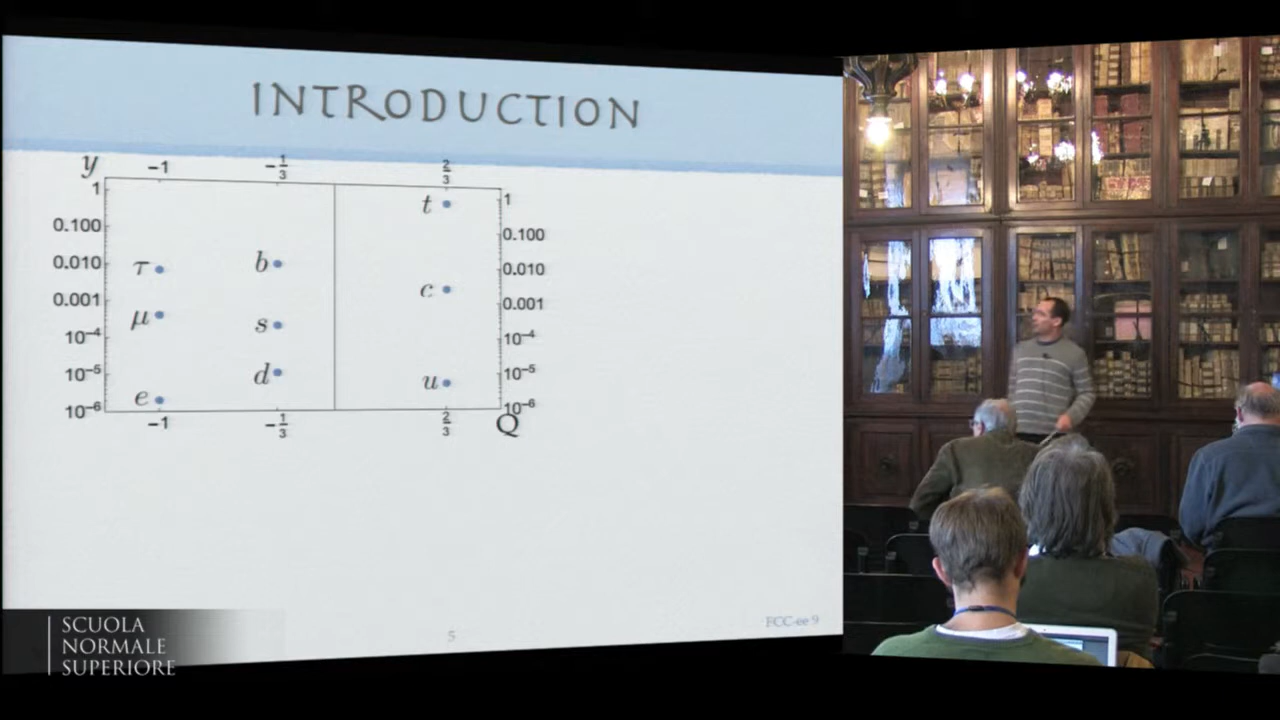 INTRODUCTION
y -1 -1/3 2/3
1 t 1
0.100 0.100
0.010 τ b 0.010
0.001 c 0.001
μ s
10⁻⁴ 10⁻⁴
10⁻⁵ d u 10⁻⁵
10⁻⁶ e 10⁻⁶
-1 -1/3 2/3 Q
5 FCC-ee 9
SCUOLA
NORMALE
SUPERIORE